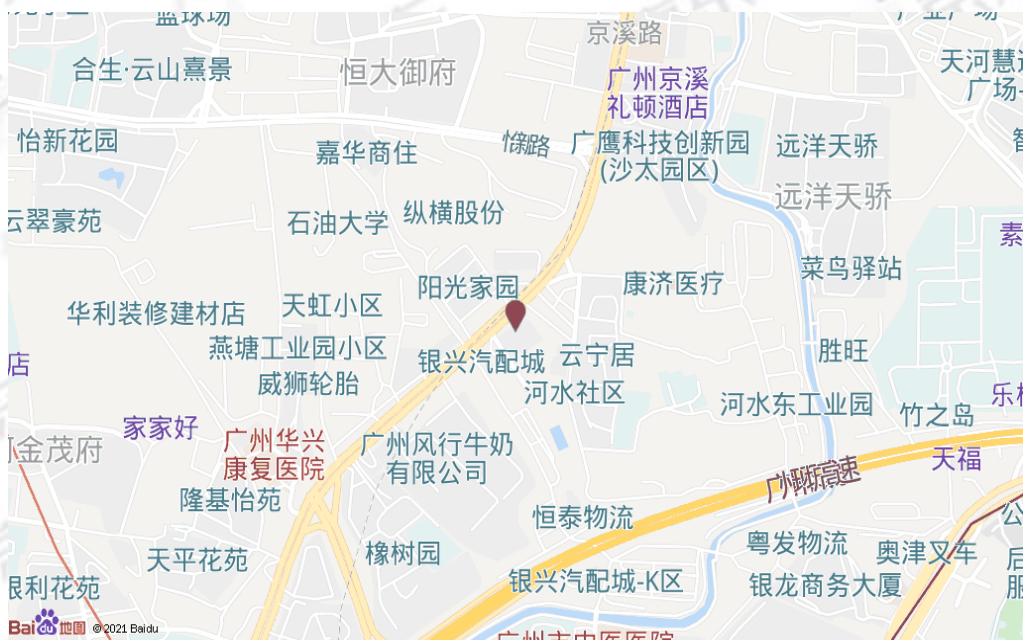 篮球场
京溪路
合生·云山熹景
恒大御府
广州京溪
礼顿酒店
怡新花园
嘉华商住
怡新路
广鹰科技创新园
(沙太园区)
远洋天骄
远洋天骄
云翠豪苑
石油大学
纵横股份
素
阳光家园
康济医疗
菜鸟驿站
华利装修建材店
天虹小区
燕塘工业园小区
银兴汽配城
云宁居
胜旺
店
威狮轮胎
河水社区
河水东工业园
竹之岛
家家好
广州华兴
康复医院
广州风行牛奶
有限公司
金茂府
天福
隆基怡苑
恒泰物流
天平花苑
橡树园
粤发物流
奥津叉车
银兴汽配城-K区
银龙商务大厦
银利花苑
Bai 地图
© 2021 Baidu